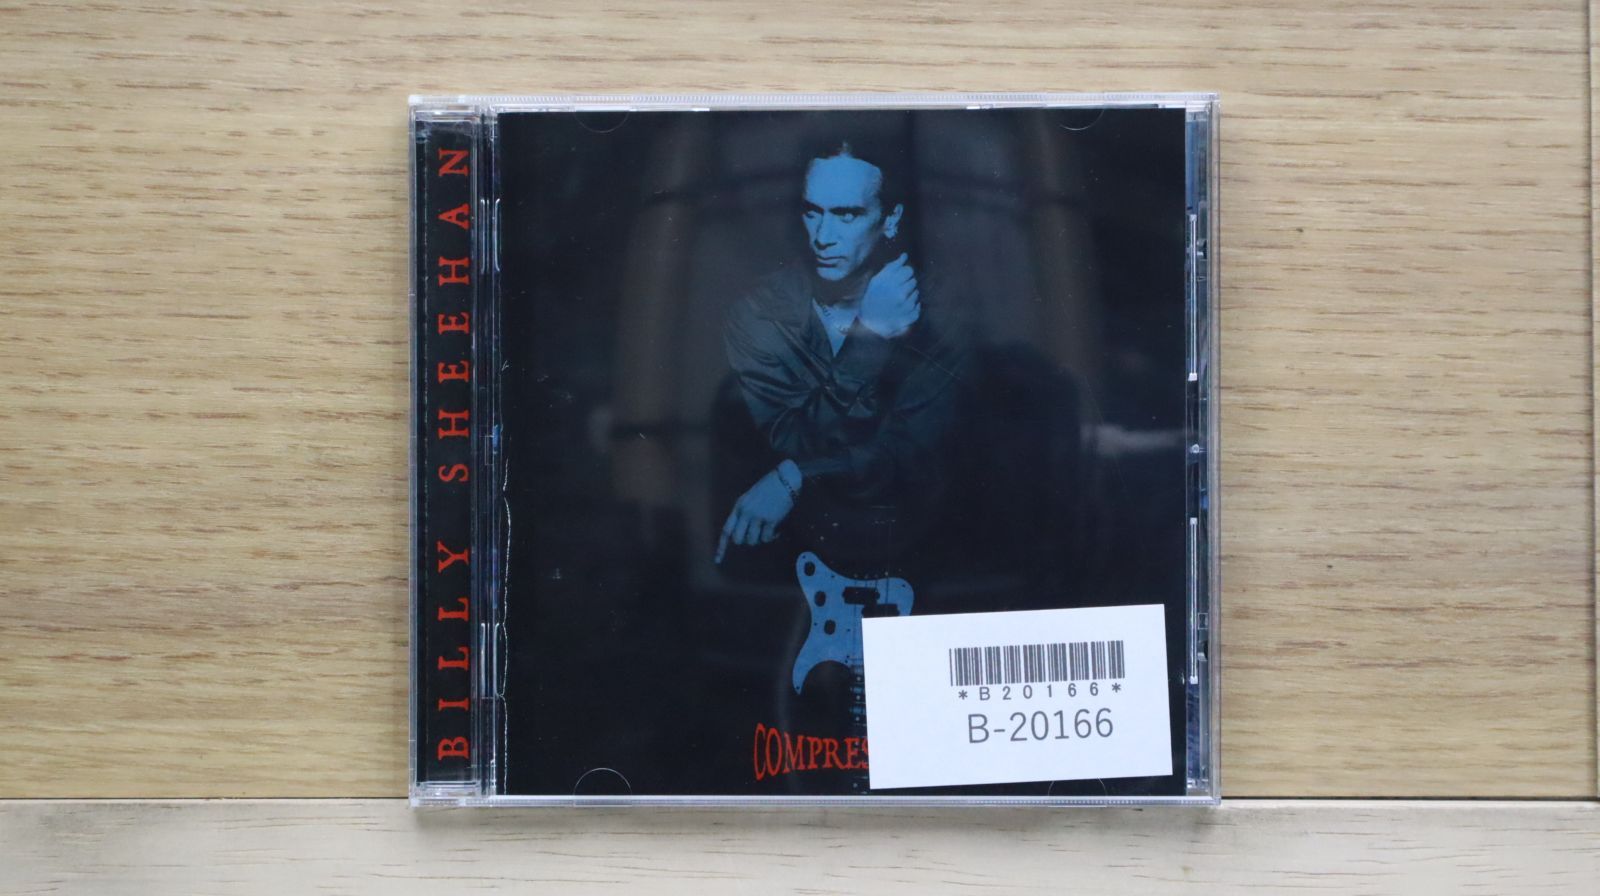 BILLY SHEEHAN
COMPRES
*B20166*
B-20166